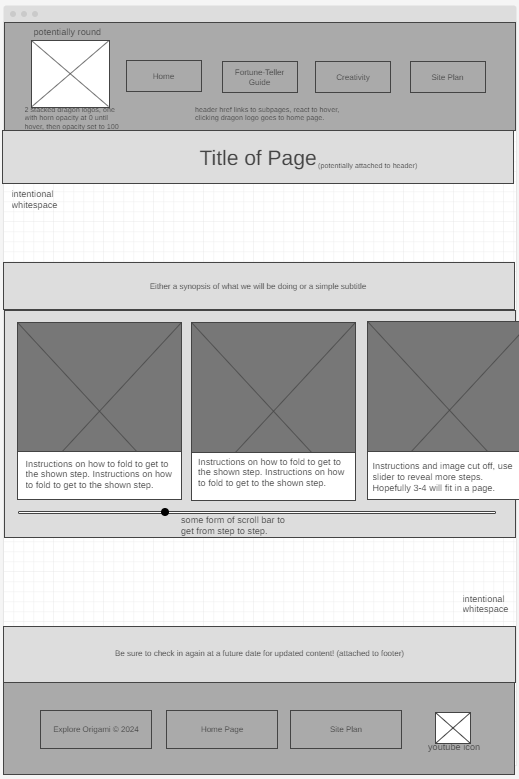 potentially round
Home
Fortune-Teller
Guide
Creativity
Site Plan
2 stacked dragon logos, one
with horn opacity at 0 until
hover, then opacity set to 100
header href links to subpages, react to hover,
clicking dragon logo goes to home page.
Title of Page
(potentially attached to header)
intentional
whitespace
Either a synopsis of what we will be doing or a simple subtitle
Instructions on how to fold to get to
the shown step. Instructions on how
to fold to get to the shown step.
Instructions on how to fold to get to
the shown step. Instructions on how
to fold to get to the shown step.
Instructions and image cut off, use
slider to reveal more steps.
Hopefully 3-4 will fit in a page.
some form of scroll bar to
get from step to step.
intentional
whitespace
Be sure to check in again at a future date for updated content! (attached to footer)
Explore Origami © 2024
Home Page
Site Plan
youtube icon